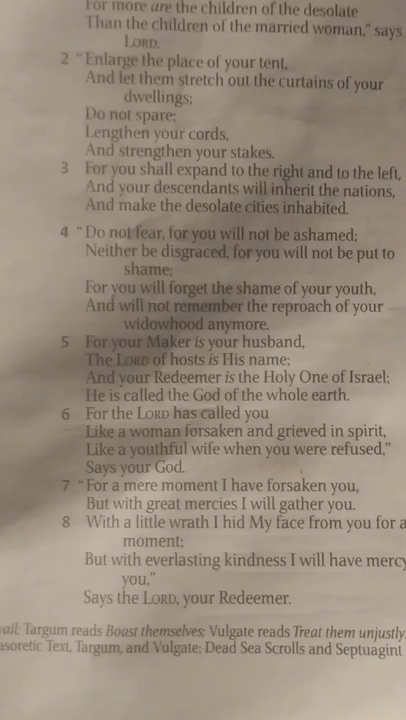 For more are the children of the desolate
Than the children of the married woman,” says
LORD.
2 “Enlarge the place of your tent,
And let them stretch out the curtains of your
dwellings;
Do not spare;
Lengthen your cords,
And strengthen your stakes.
3 For you shall expand to the right and to the left,
And your descendants will inherit the nations,
And make the desolate cities inhabited.
4 “Do not fear, for you will not be ashamed;
Neither be disgraced, for you will not be put to
shame;
For you will forget the shame of your youth,
And will not remember the reproach of your
widowhood anymore.
5 For your Maker is your husband,
The LORD of hosts is His name;
And your Redeemer is the Holy One of Israel;
He is called the God of the whole earth.
6 For the LORD has called you
Like a woman forsaken and grieved in spirit,
Like a youthful wife when you were refused,”
Says your God.
7 “For a mere moment I have forsaken you,
But with great mercies I will gather you.
8 With a little wrath I hid My face from you for a
moment;
But with everlasting kindness I will have mercy
you,”
Says the LORD, your Redeemer.
Targum reads Boast themselves; Vulgate reads Treat them unjustly.
Text, Targum, and Vulgate; Dead Sea Scrolls and